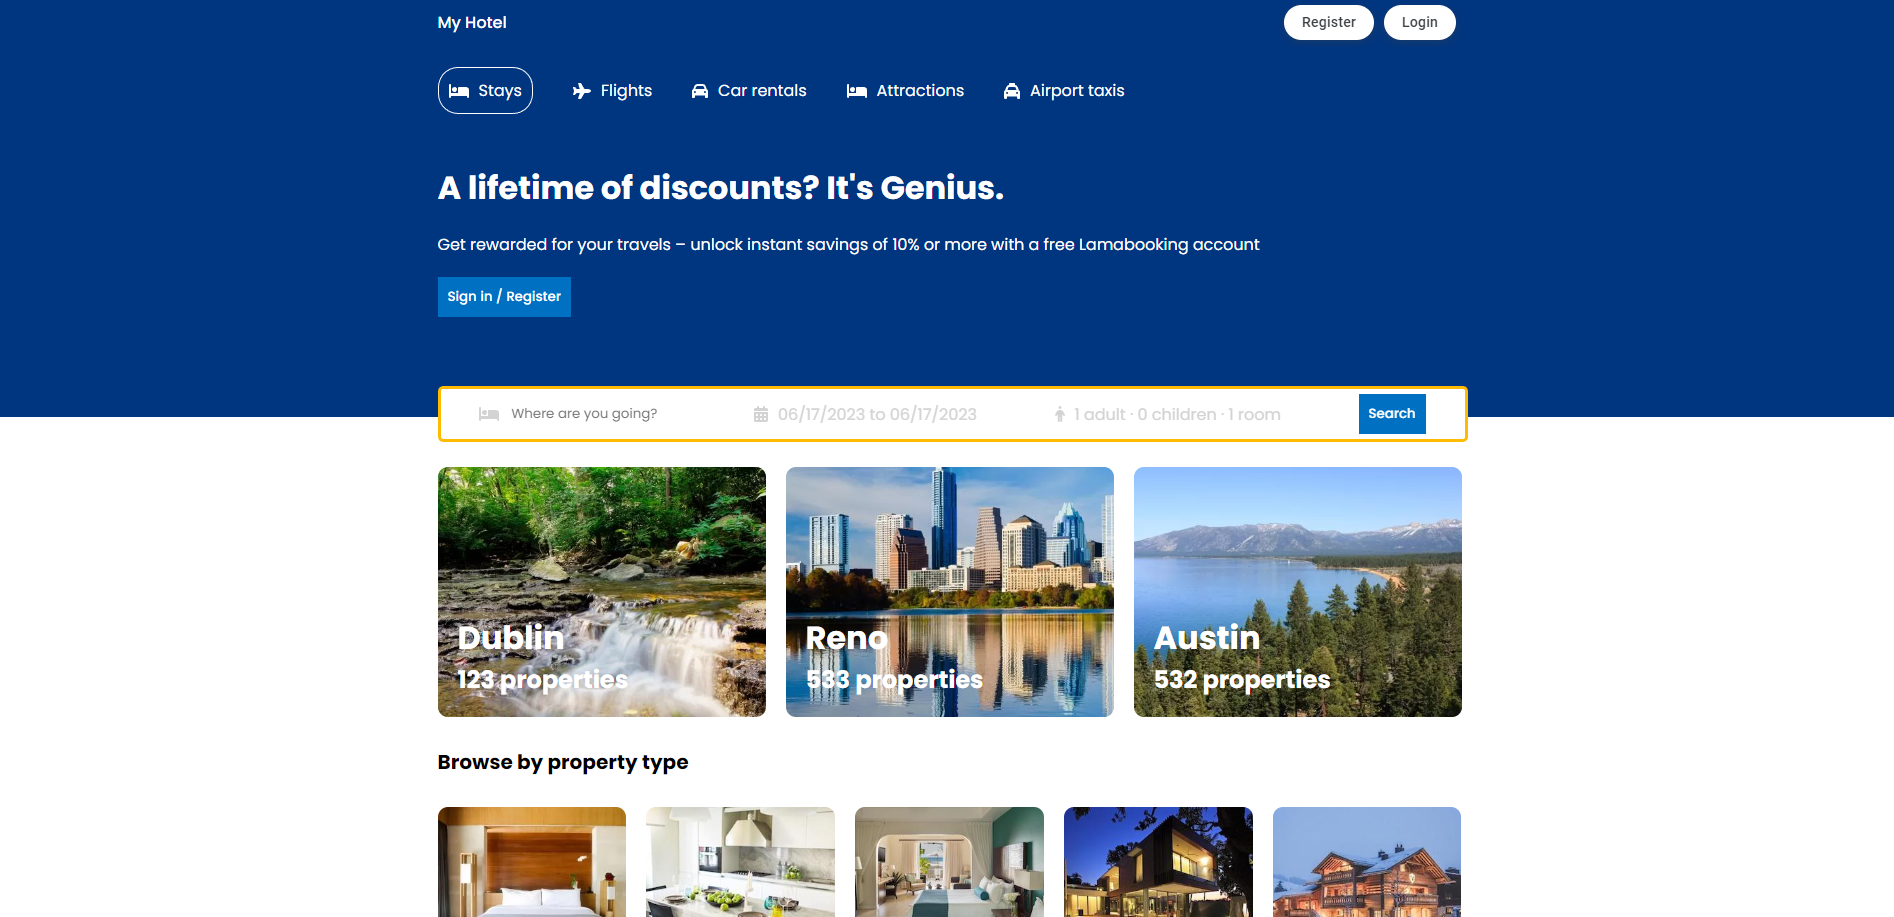 My Hotel
Register
Login
Stays
Flights
Car rentals
Attractions
Airport taxis
A lifetime of discounts? It's Genius.
Get rewarded for your travels – unlock instant savings of 10% or more with a free Lamabooking account
Sign in / Register
Where are you going?
06/17/2023 to 06/17/2023
1 adult · 0 children · 1 room
Search
Dublin
123 properties
Reno
533 properties
Austin
532 properties
Browse by property type